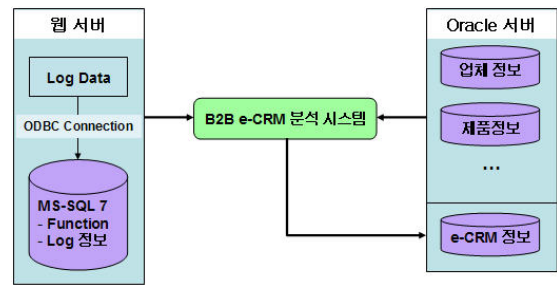 웹 서버
Log Data
ODBC Connection
MS-SQL 7
- Function
- Log 정보
B2B e-CRM 분석 시스템
Oracle 서버
업체 정보
제품정보
...
e-CRM 정보